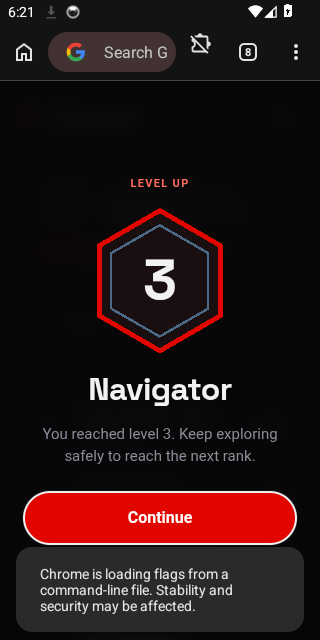 6:21
Search G
8
LEVEL UP
3
Navigator
You reached level 3. Keep exploring
safely to reach the next rank.
Continue
Chrome is loading flags from a
command-line file. Stability and
security may be affected.